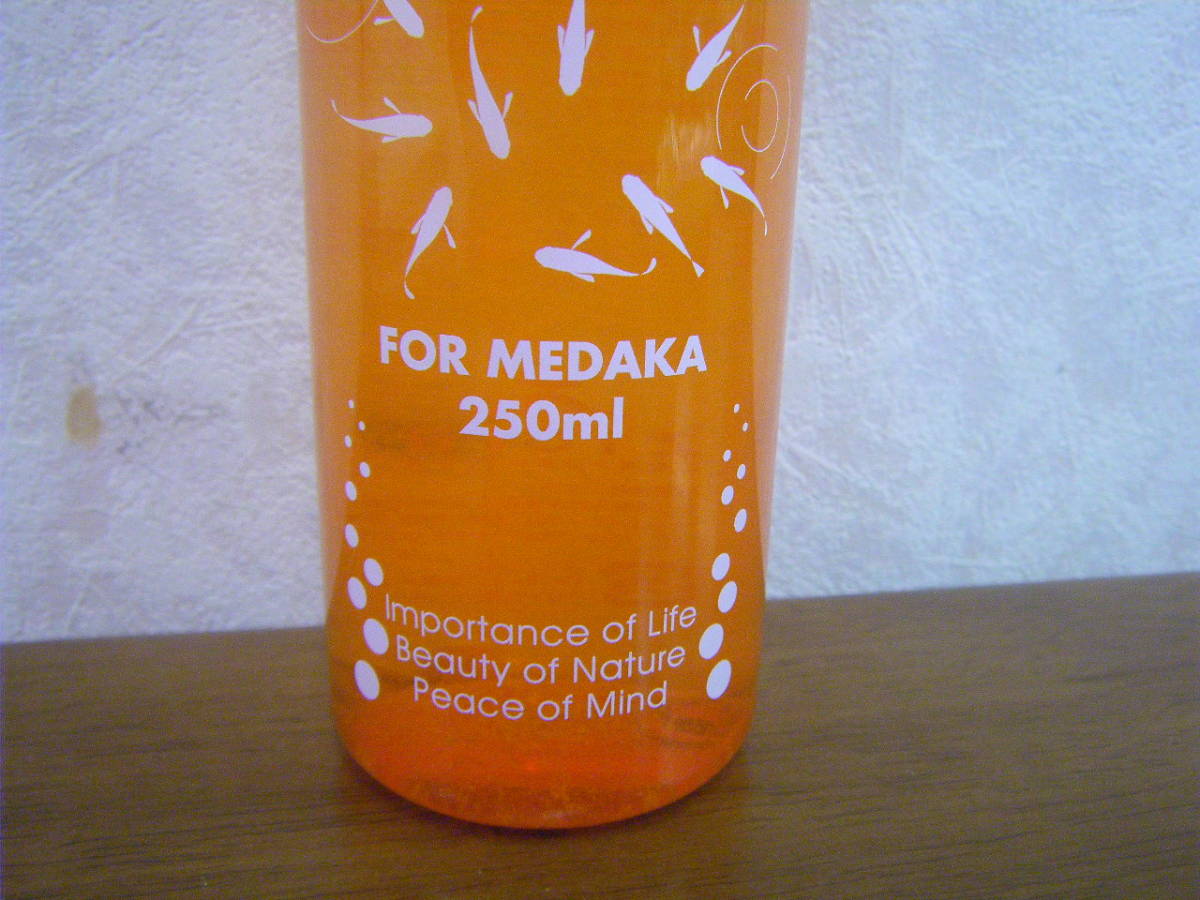 FOR MEDAKA
250ml
Importance of Life
Beauty of Nature
Peace of Mind